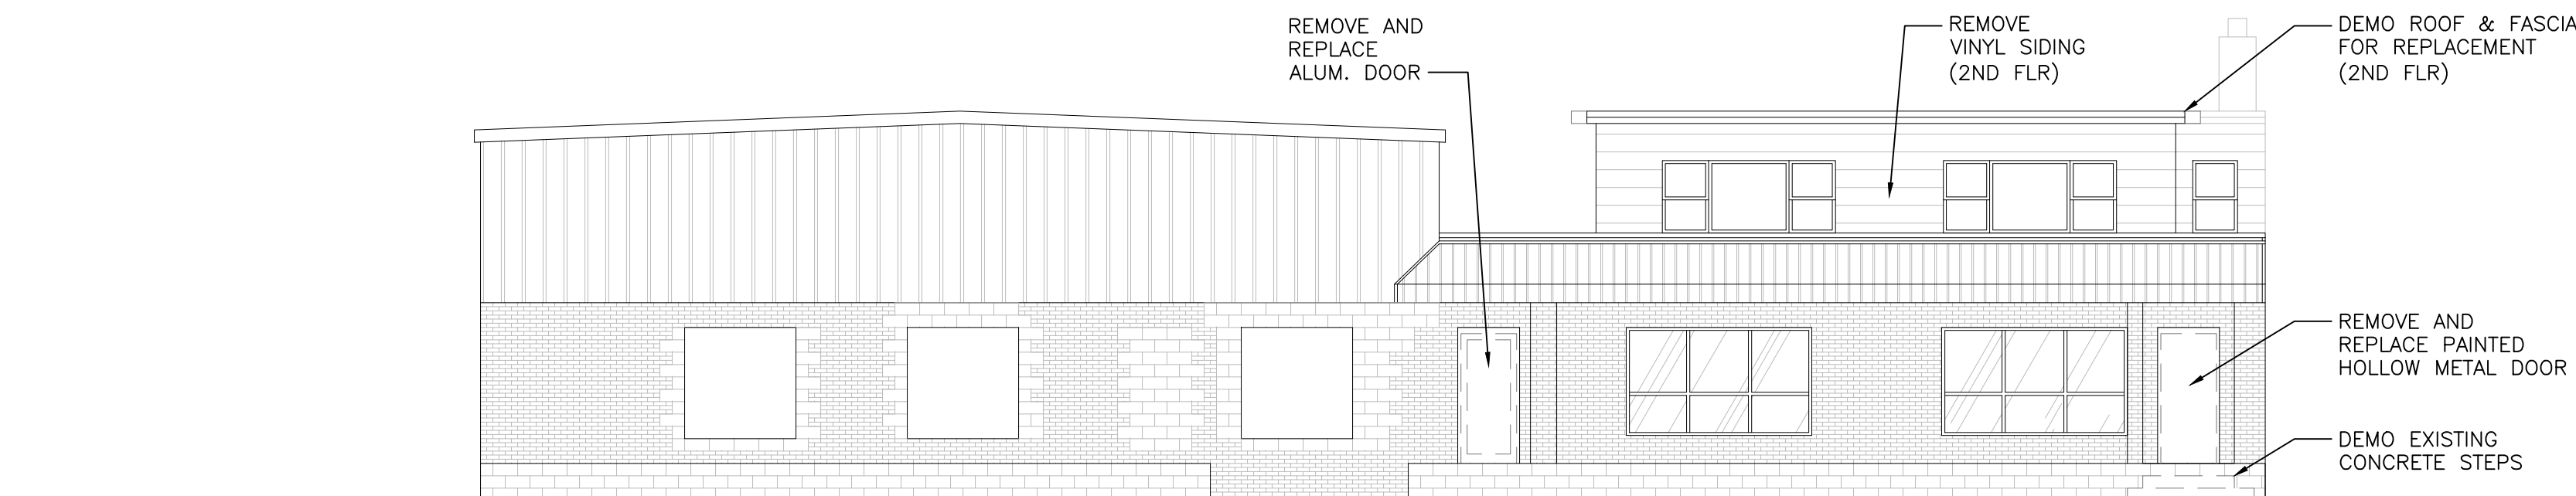 REMOVE AND
REPLACE
ALUM. DOOR
REMOVE
VINYL SIDING
(2ND FLR)
DEMO ROOF & FASCIA
FOR REPLACEMENT
(2ND FLR)
REMOVE AND
REPLACE PAINTED
HOLLOW METAL DOOR
DEMO EXISTING
CONCRETE STEPS